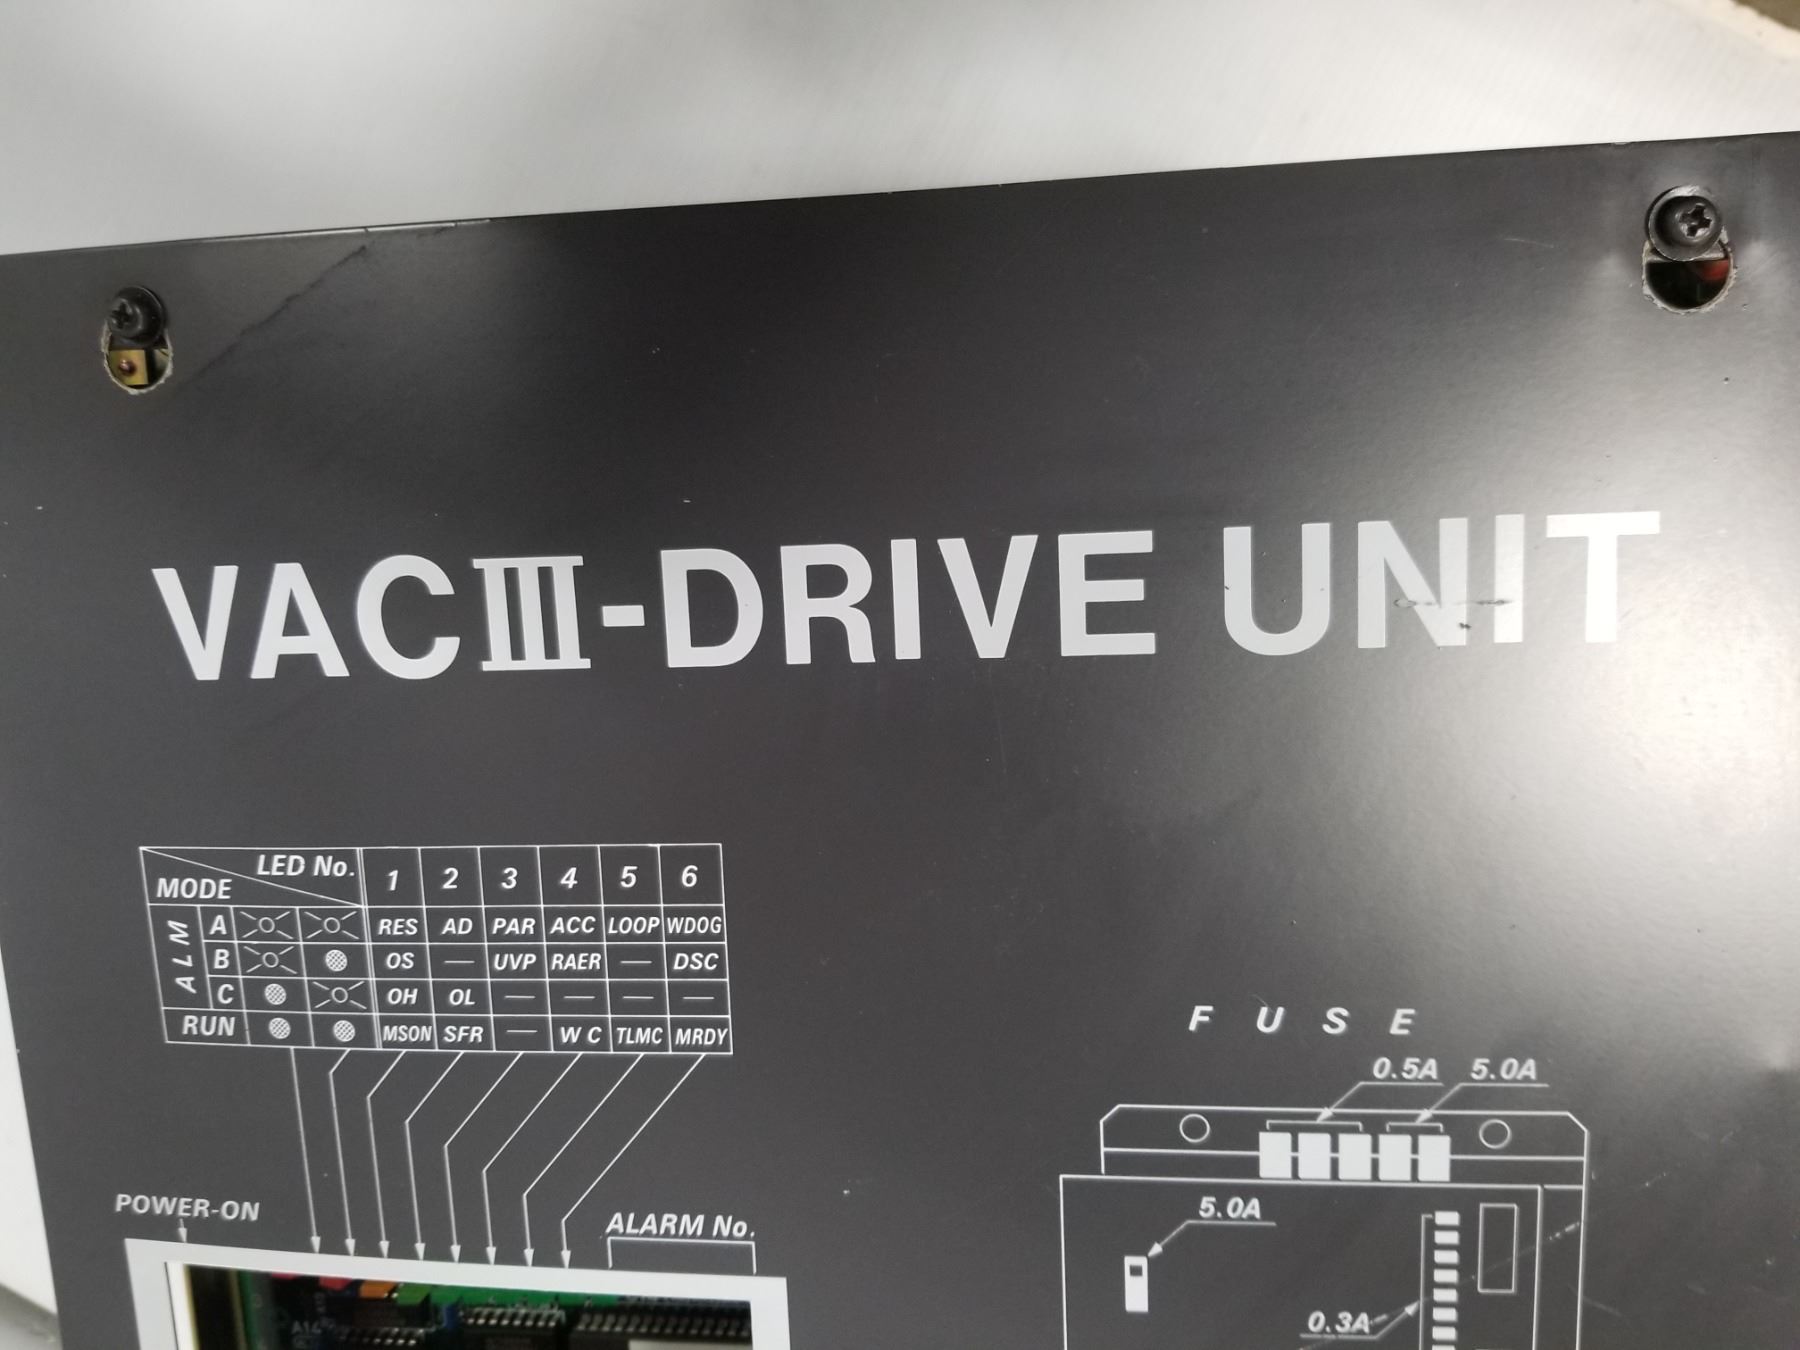 VACIII-DRIVE UNIT
LED No. 1 2 3 4 5 6
MODE
ALM
A RES AD PAR ACC LOOP WDOG
B OS — UVP RAER — DSC
C OH OL — — — —
RUN MSON SFR — WC TLMC MRDY
POWER-ON
ALARM No.
FUSE
0.5A 5.0A
5.0A
0.3A